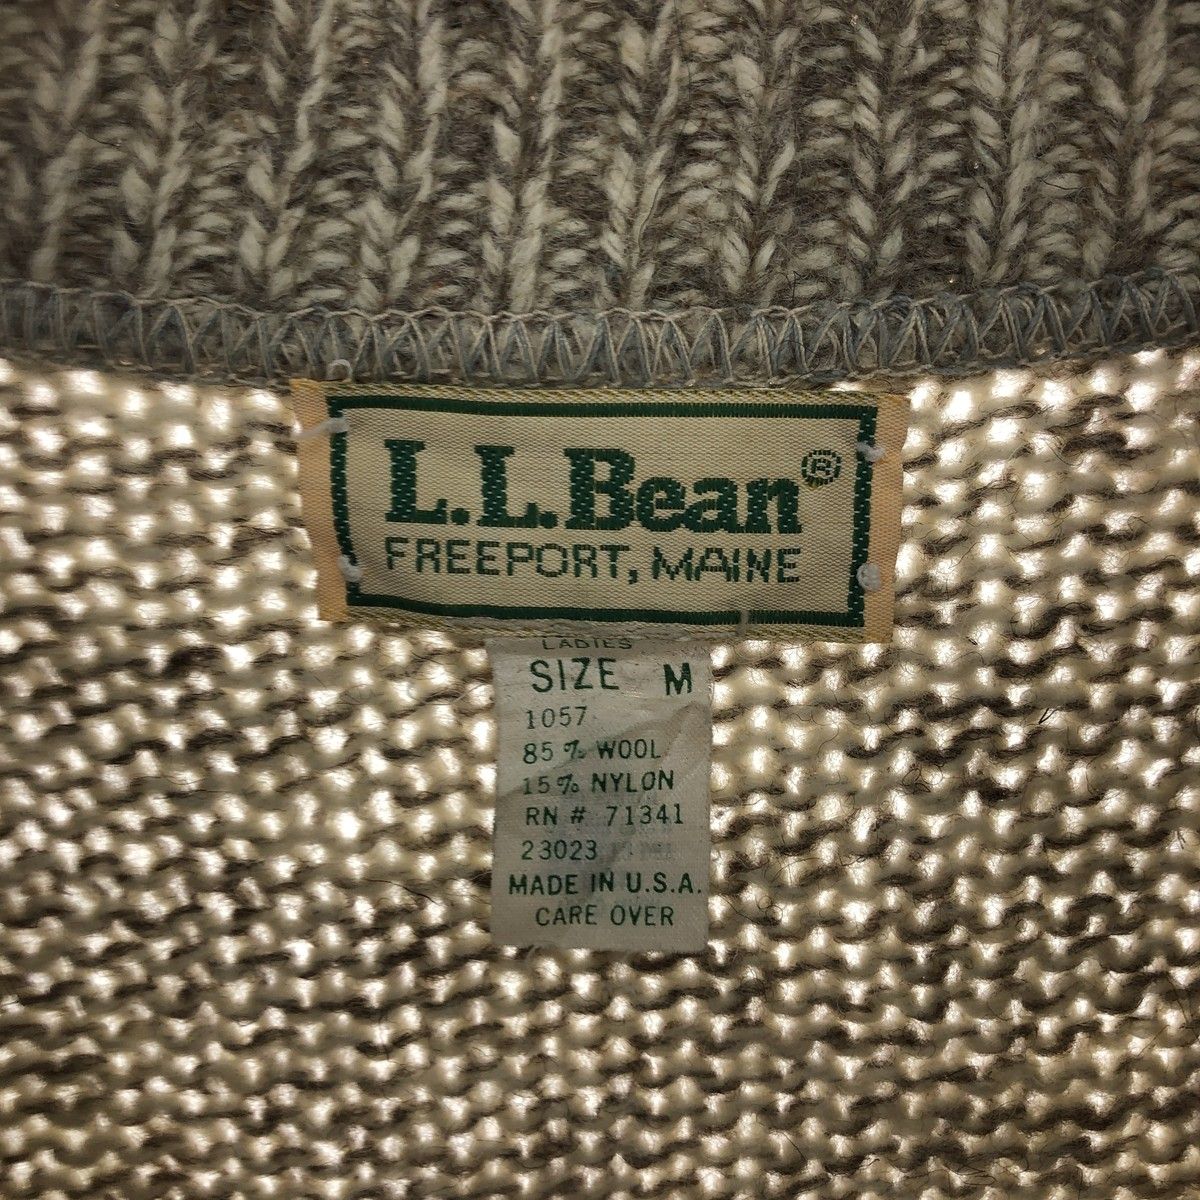 L.L.Bean®
FREEPORT, MAINE
LADIES
SIZE M
1057
85% WOOL
15% NYLON
RN # 71341
23023
MADE IN U.S.A.
CARE OVER